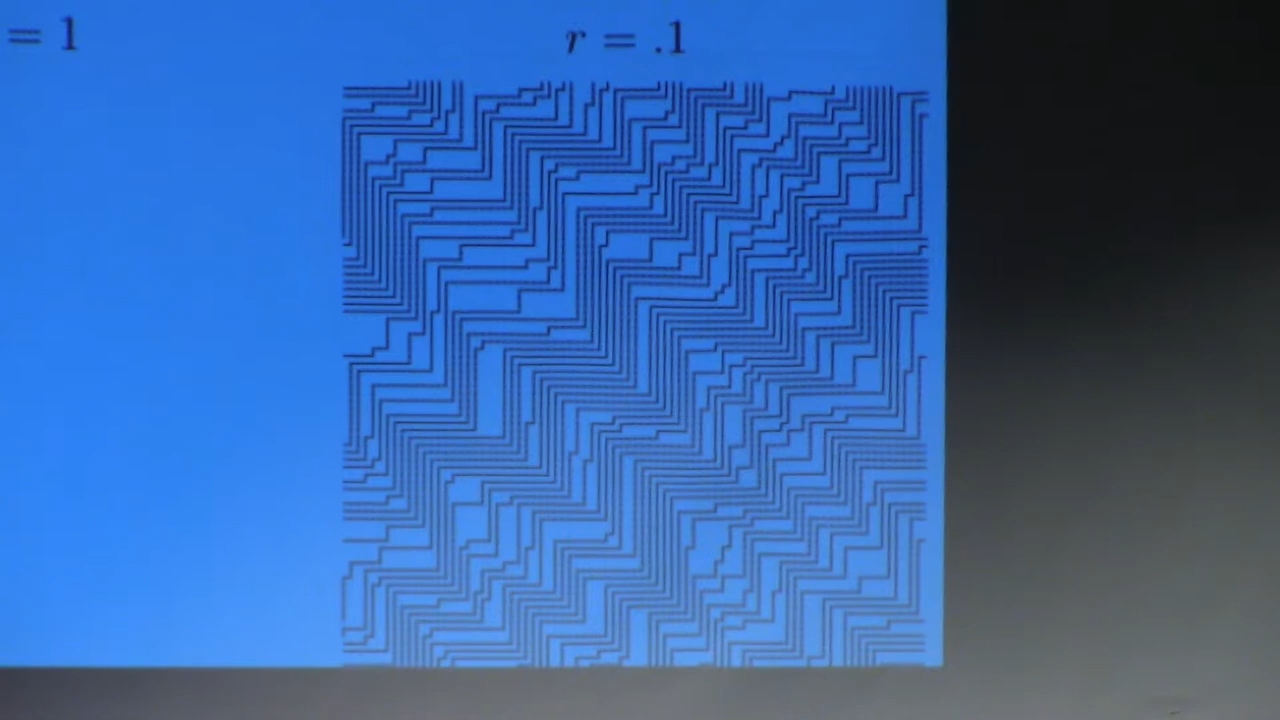 = 1
r = .1